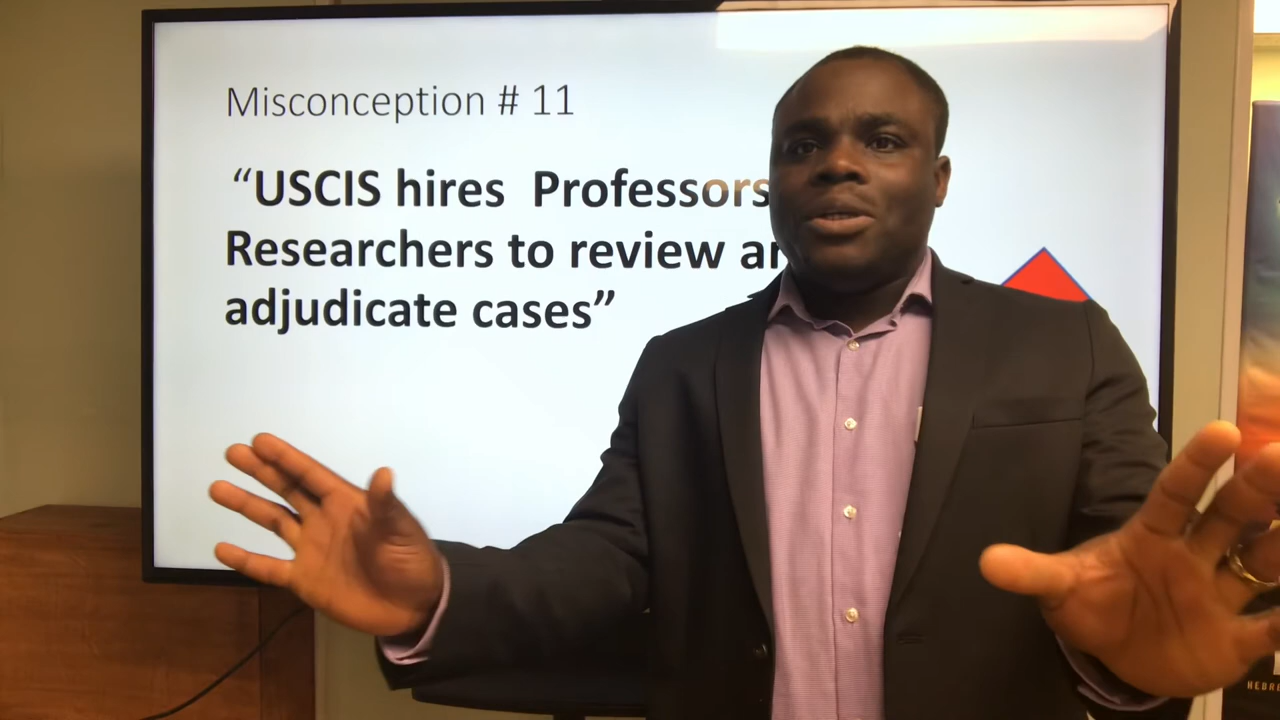 Misconception # 11
“USCIS hires Professors
Researchers to review
adjudicate cases”